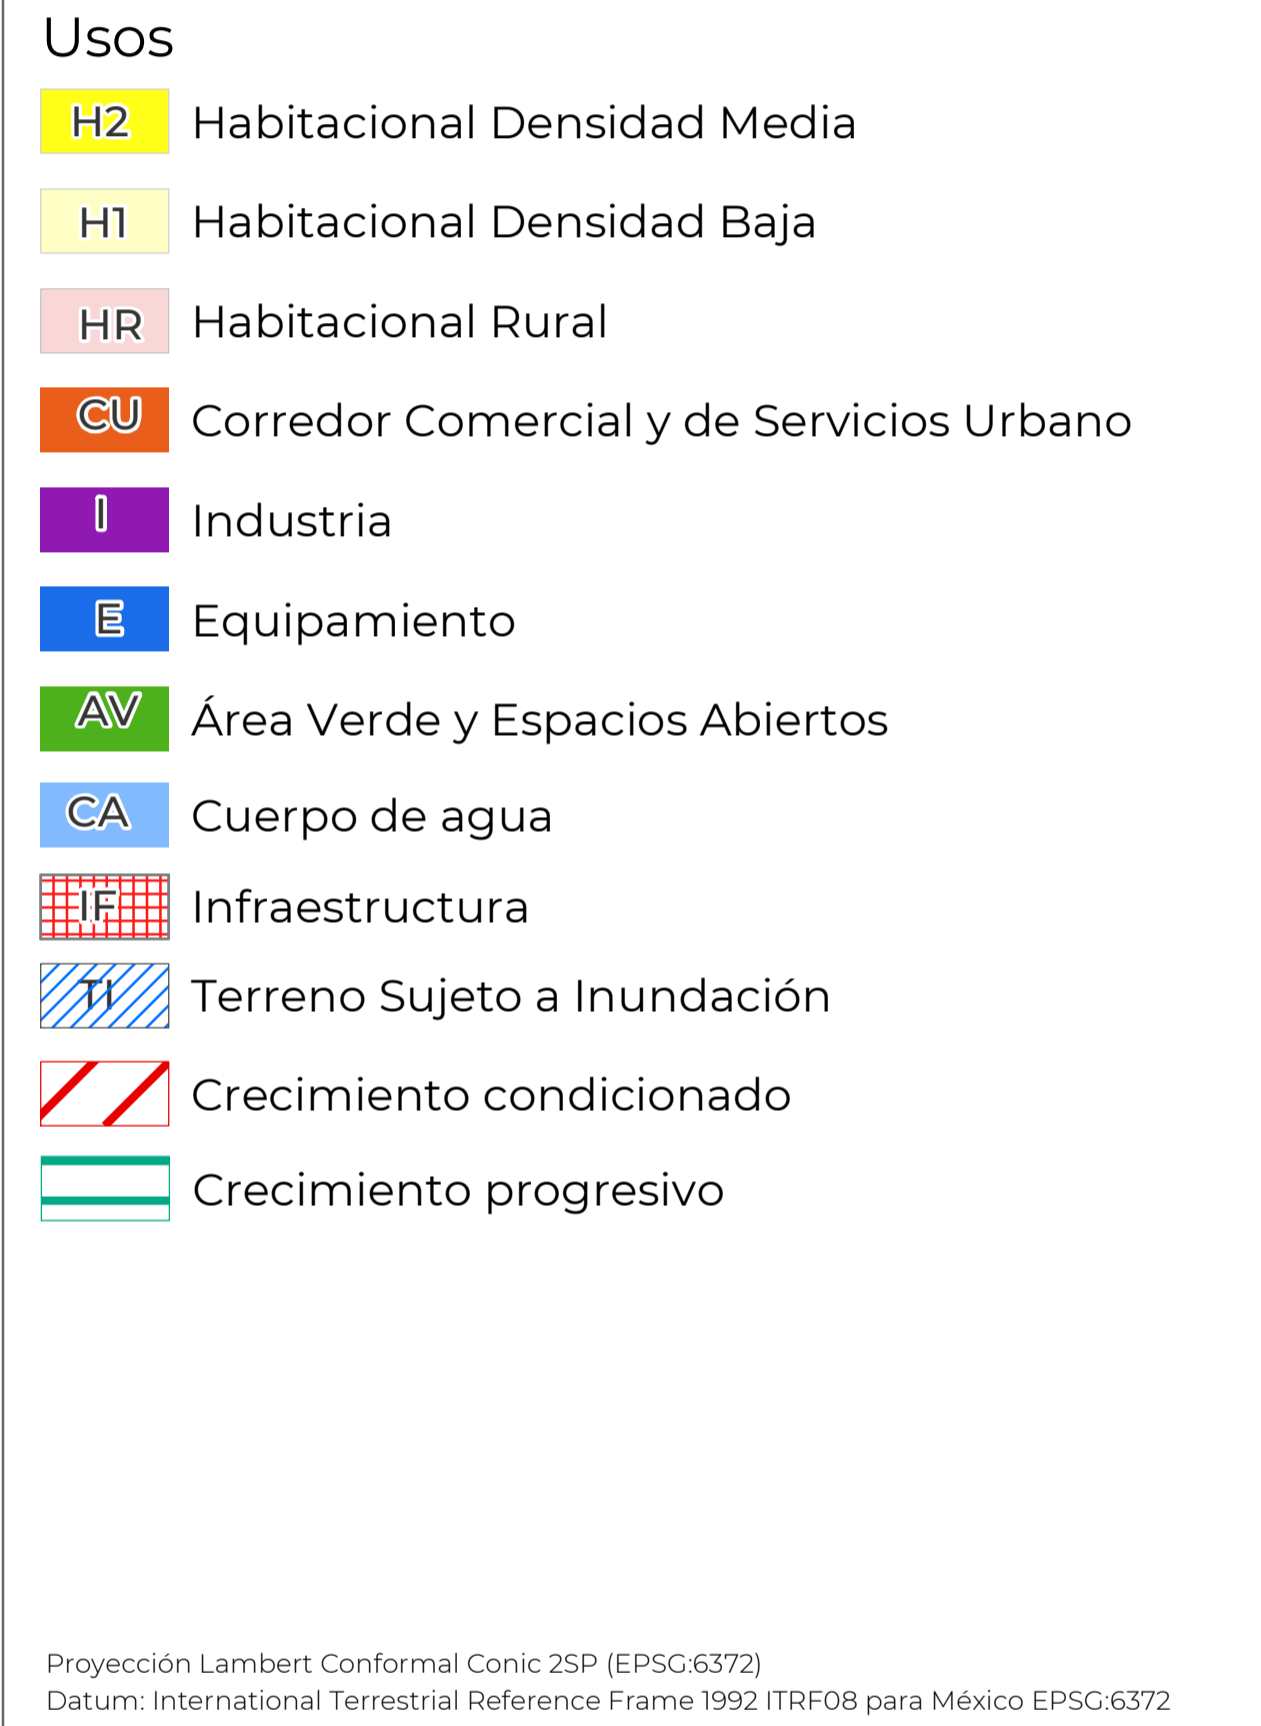 Usos
H2 Habitacional Densidad Media
H1 Habitacional Densidad Baja
HR Habitacional Rural
CU Corredor Comercial y de Servicios Urbano
I Industria
E Equipamiento
AV Área Verde y Espacios Abiertos
CA Cuerpo de agua
IF Infraestructura
TI Terreno Sujeto a Inundación
Crecimiento condicionado
Crecimiento progresivo
Proyección Lambert Conformal Conic 2SP (EPSG:6372)
Datum: International Terrestrial Reference Frame 1992 ITRF08 para México EPSG:6372